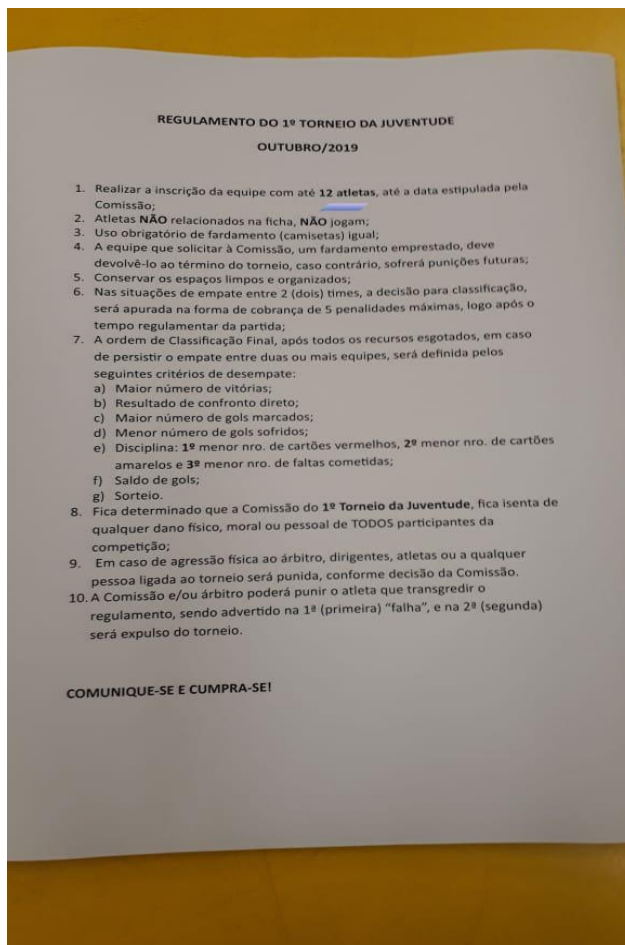 REGULAMENTO DO 1º TORNEIO DA JUVENTUDE
OUTUBRO/2019
1. Realizar a inscrição da equipe com até 12 atletas, até a data estipulada pela
Comissão;
2. Atletas NÃO relacionados na ficha, NÃO jogam;
3. Uso obrigatório de fardamento (camisetas) igual;
4. A equipe que solicitar à Comissão, um fardamento emprestado, deve
devolvê-lo ao término do torneio, caso contrário, sofrerá punições futuras;
5. Conservar os espaços limpos e organizados;
6. Nas situações de empate entre 2 (dois) times, a decisão para classificação,
será apurada na forma de cobrança de 5 penalidades máximas, logo após o
tempo regulamentar da partida;
7. A ordem de Classificação Final, após todos os recursos esgotados, em caso
de persistir o empate entre duas ou mais equipes, será definida pelos
seguintes critérios de desempate:
a) Maior número de vitórias;
b) Resultado de confronto direto;
c) Maior número de gols marcados;
d) Menor número de gols sofridos;
e) Disciplina: 1º menor nro. de cartões vermelhos, 2º menor nro. de cartões
amarelos e 3º menor nro. de faltas cometidas;
f) Saldo de gols;
g) Sorteio.
8. Fica determinado que a Comissão do 1º Torneio da Juventude, fica isenta de
qualquer dano físico, moral ou pessoal de TODOS participantes da
competição;
9. Em caso de agressão física ao árbitro, dirigentes, atletas ou a qualquer
pessoa ligada ao torneio será punida, conforme decisão da Comissão.
10. A Comissão e/ou árbitro poderá punir o atleta que transgredir o
regulamento, sendo advertido na 1ª (primeira) “falha”, e na 2ª (segunda)
será expulso do torneio.
COMUNIQUE-SE E CUMPRA-SE!